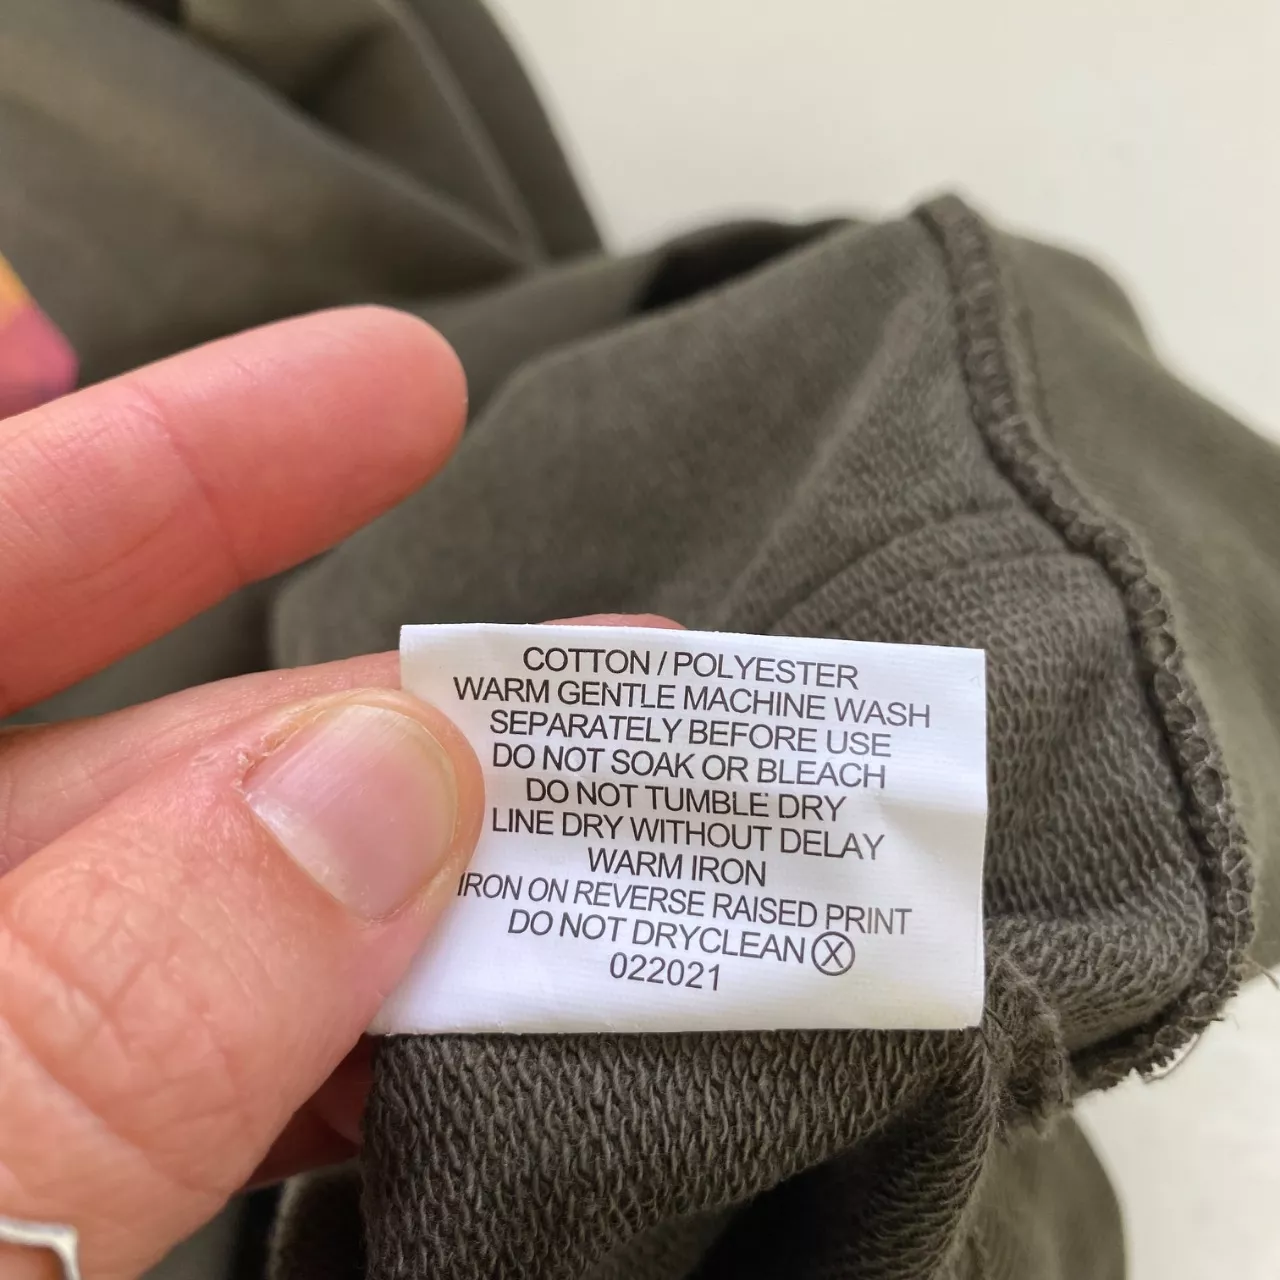 COTTON / POLYESTER
WARM GENTLE MACHINE WASH
SEPARATELY BEFORE USE
DO NOT SOAK OR BLEACH
DO NOT TUMBLE DRY
LINE DRY WITHOUT DELAY
WARM IRON
IRON ON REVERSE RAISED PRINT
DO NOT DRYCLEAN Ⓧ
022021